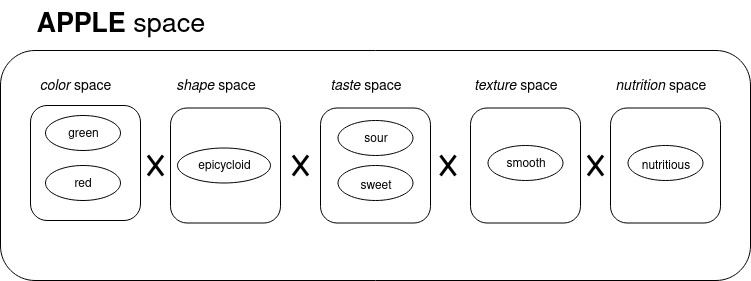 APPLE space
color space
shape space
taste space
texture space
nutrition space
green
red
X
epicycloid
X
sour
sweet
X
smooth
X
nutritious